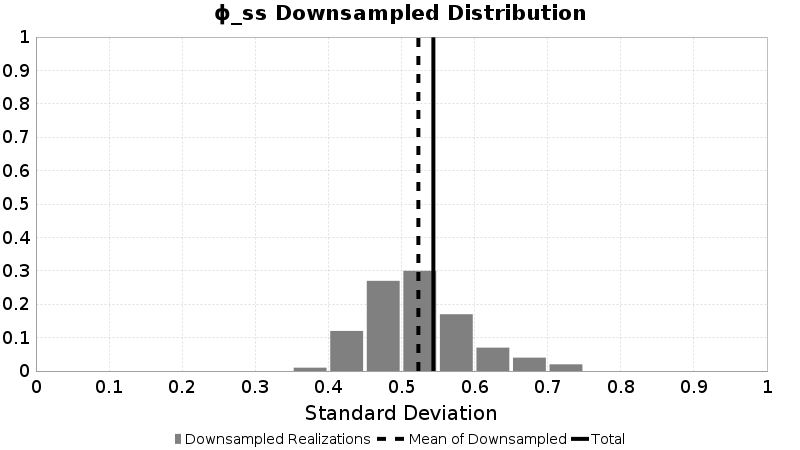 ϕ_ss Downsampled Distribution
1
0.9
0.8
0.7
0.6
0.5
0.4
0.3
0.2
0.1
0
0 0.1 0.2 0.3 0.4 0.5 0.6 0.7 0.8 0.9 1
Standard Deviation
Downsampled Realizations Mean of Downsampled Total